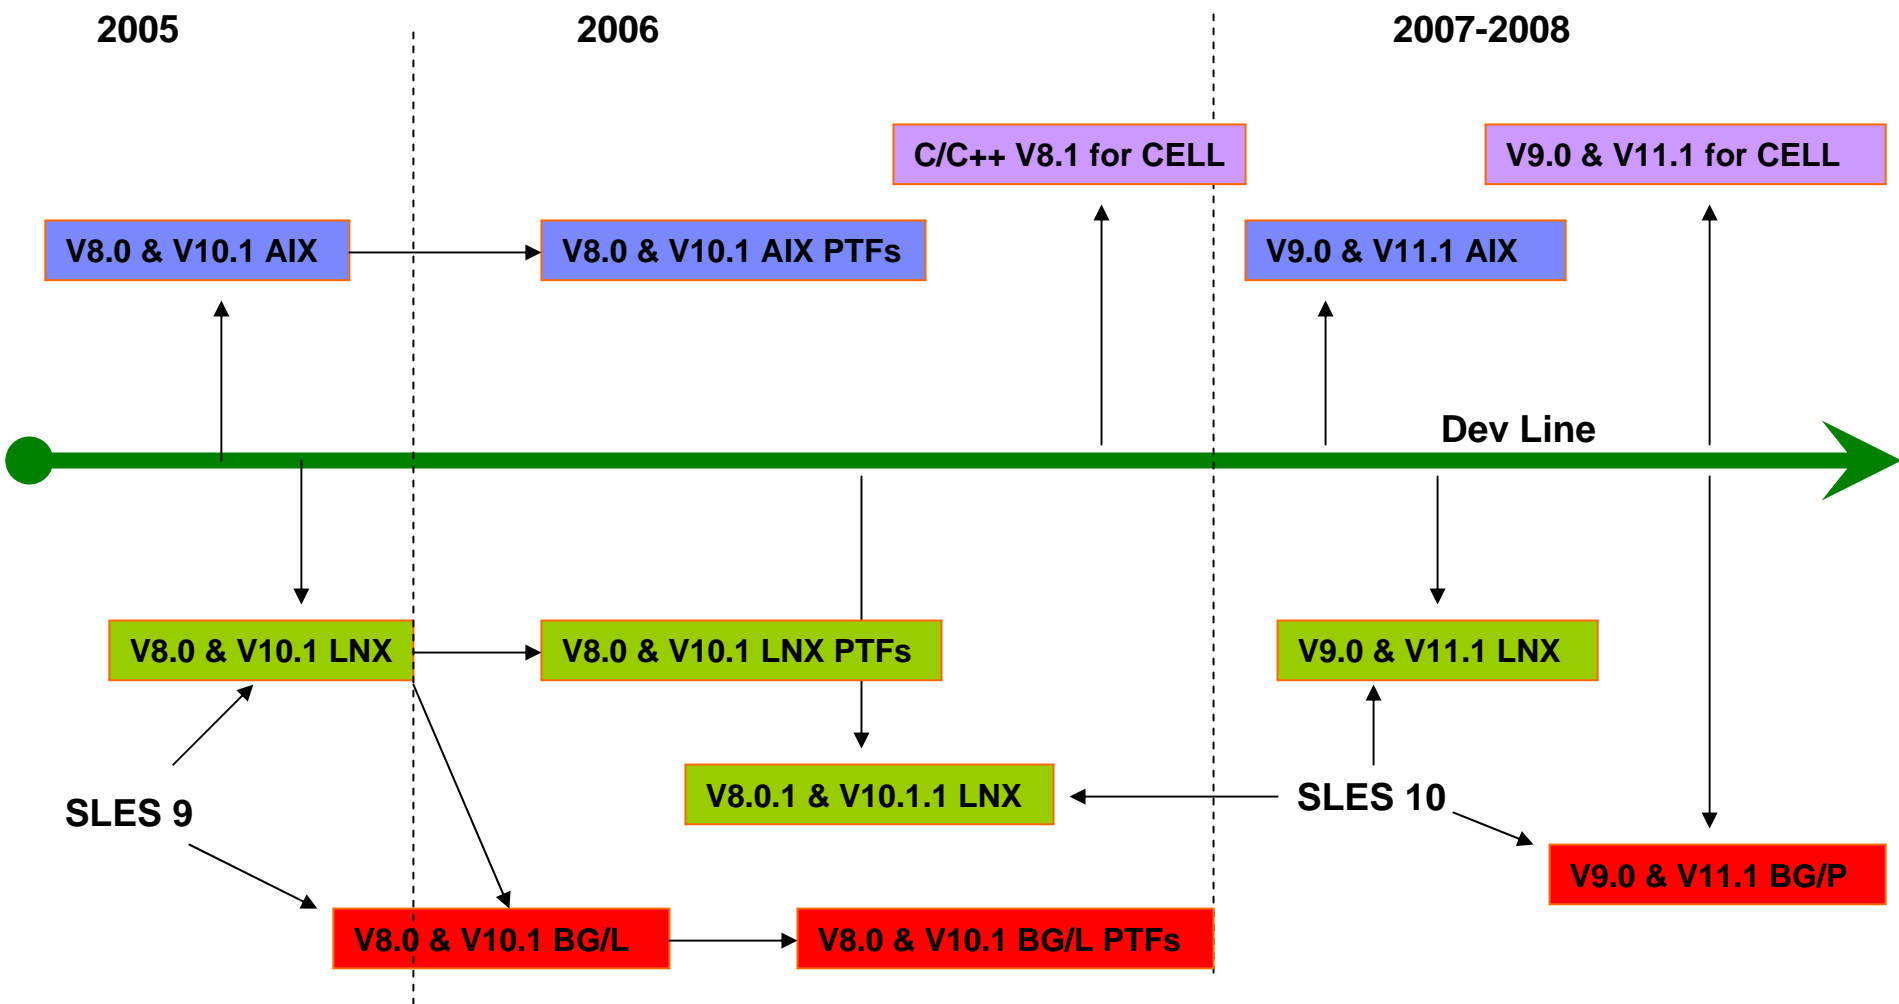 2005
2006
2007-2008
C/C++ V8.1 for CELL
V9.0 & V11.1 for CELL
V8.0 & V10.1 AIX
V8.0 & V10.1 AIX PTFs
V9.0 & V11.1 AIX
Dev Line
V8.0 & V10.1 LNX
V8.0 & V10.1 LNX PTFs
V9.0 & V11.1 LNX
SLES 9
V8.0.1 & V10.1.1 LNX
SLES 10
V9.0 & V11.1 BG/P
V8.0 & V10.1 BG/L
V8.0 & V10.1 BG/L PTFs